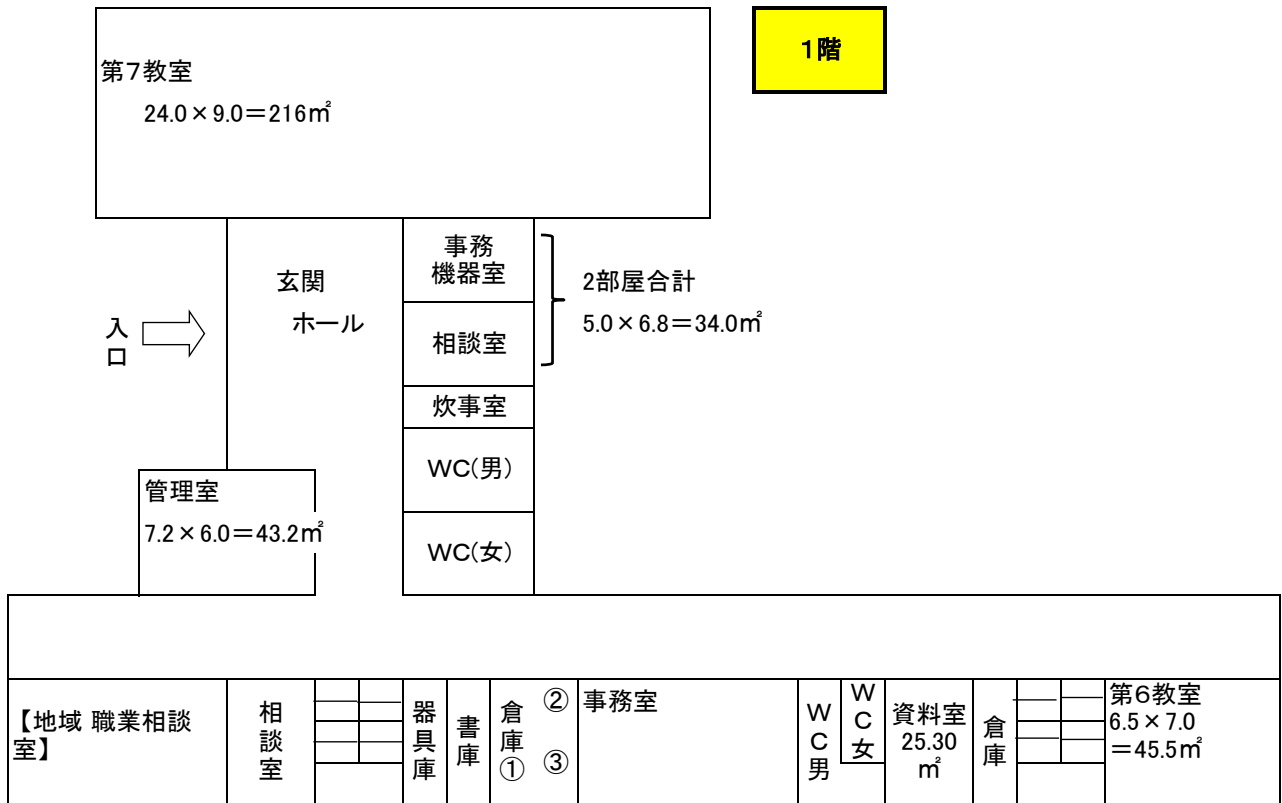 1階
第7教室
24.0×9.0＝216㎡
事務
機器室
2部屋合計
5.0×6.8＝34.0㎡
玄関
ホール
入
口
相談室
炊事室
WC(男)
管理室
7.2×6.0＝43.2㎡
WC(女)
【地域 職業相談
室】
相
談
室
器
具
庫
書
庫
倉
庫
①
②
③
事務室
W
C
男
W
C
女
資料室
25.30
㎡
倉
庫
第6教室
6.5×7.0
＝45.5㎡